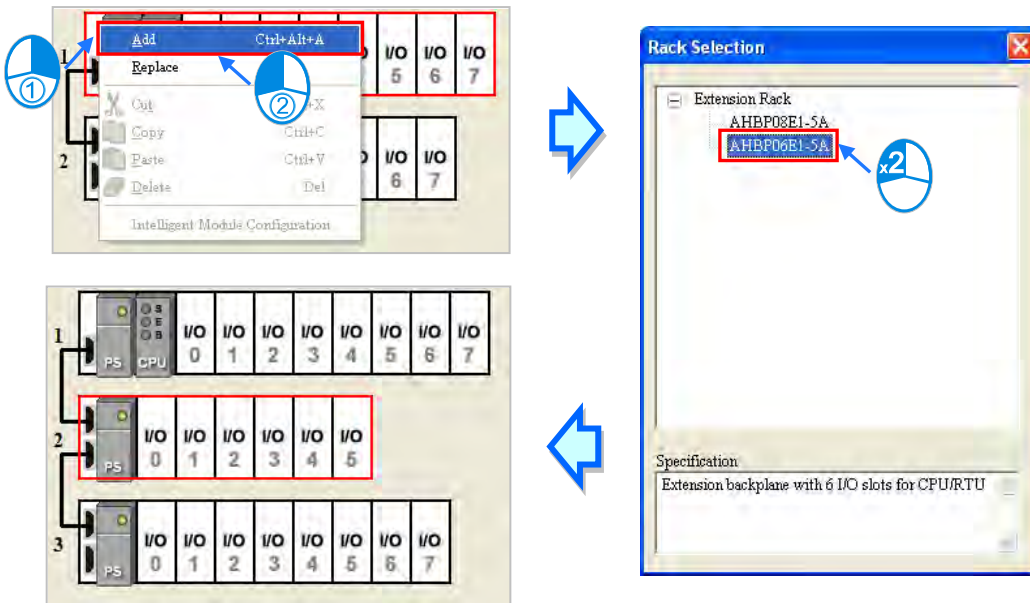 1
Add Ctrl+Alt+A
Replace
Cut +X
Copy Ctrl+C
Paste Ctrl+V
Delete Del
Intelligent Module Configuration
① ②
I/O I/O I/O
5 6 7
2
I/O I/O
6 7
Rack Selection
Extension Rack
AHBP08E1-5A
AHBP06E1-5A
x2
Specification
Extension backplane with 6 I/O slots for CPU/RTU
1
S
E
B
PS CPU
I/O I/O I/O I/O I/O I/O I/O I/O
0 1 2 3 4 5 6 7
2
PS
I/O I/O I/O I/O I/O I/O
0 1 2 3 4 5
3
PS
I/O I/O I/O I/O I/O I/O I/O I/O
0 1 2 3 4 5 6 7